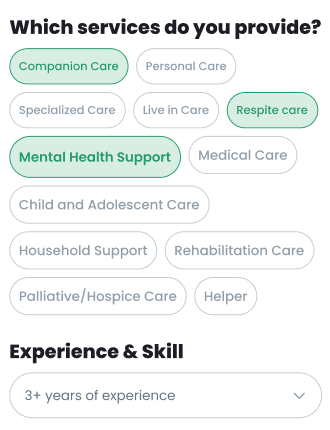 Which services do you provide?
Companion Care Personal Care
Specialized Care Live in Care Respite care
Mental Health Support Medical Care
Child and Adolescent Care
Household Support Rehabilitation Care
Palliative/Hospice Care Helper
Experience & Skill
3+ years of experience